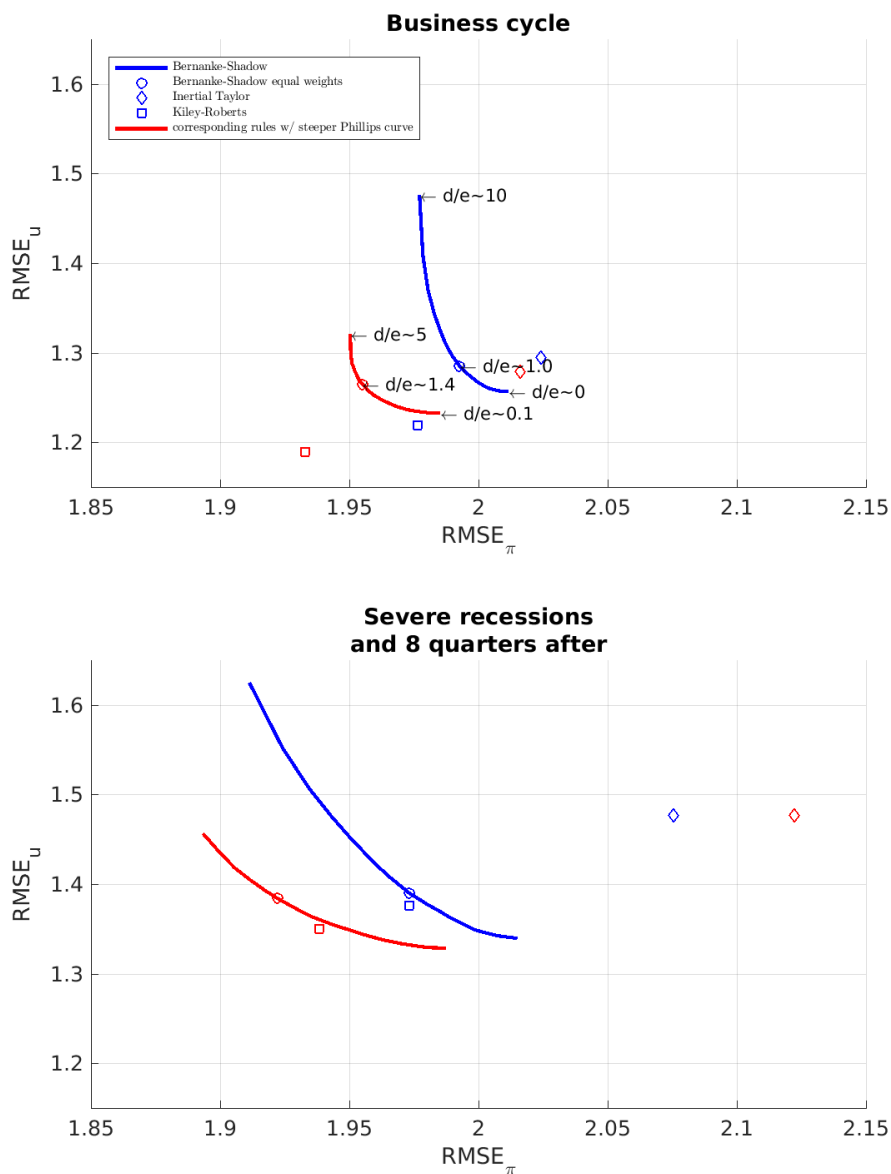 Business cycle
1.6
1.5
1.4
1.3
1.2
RMSE_u
Bernanke-Shadow
Bernanke-Shadow equal weights
Inertial Taylor
Kiley-Roberts
corresponding rules w/ steeper Phillips curve
← d/e~10
← d/e~5
← d/e~1.0
← d/e~1.4
← d/e~0
← d/e~0.1
1.85 1.9 1.95 2 2.05 2.1 2.15
RMSE_π
Severe recessions
and 8 quarters after
1.6
1.5
1.4
1.3
1.2
RMSE_u
1.85 1.9 1.95 2 2.05 2.1 2.15
RMSE_π